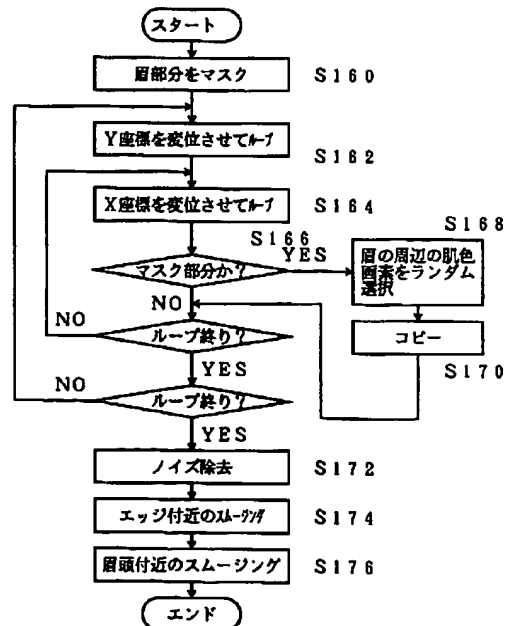 スタート
眉部分をマスク S160
Y座標を変位させてループ
S162
X座標を変位させてループ S164
S166
YES
S168
マスク部分か?
眉の周辺の肌色
画素をランダム
選択
NO
NO
ループ終り?
コピー
S170
YES
NO
ループ終り?
YES
ノイズ除去 S172
エッジ付近のスムージング S174
眉頭付近のスムージング S176
エンド